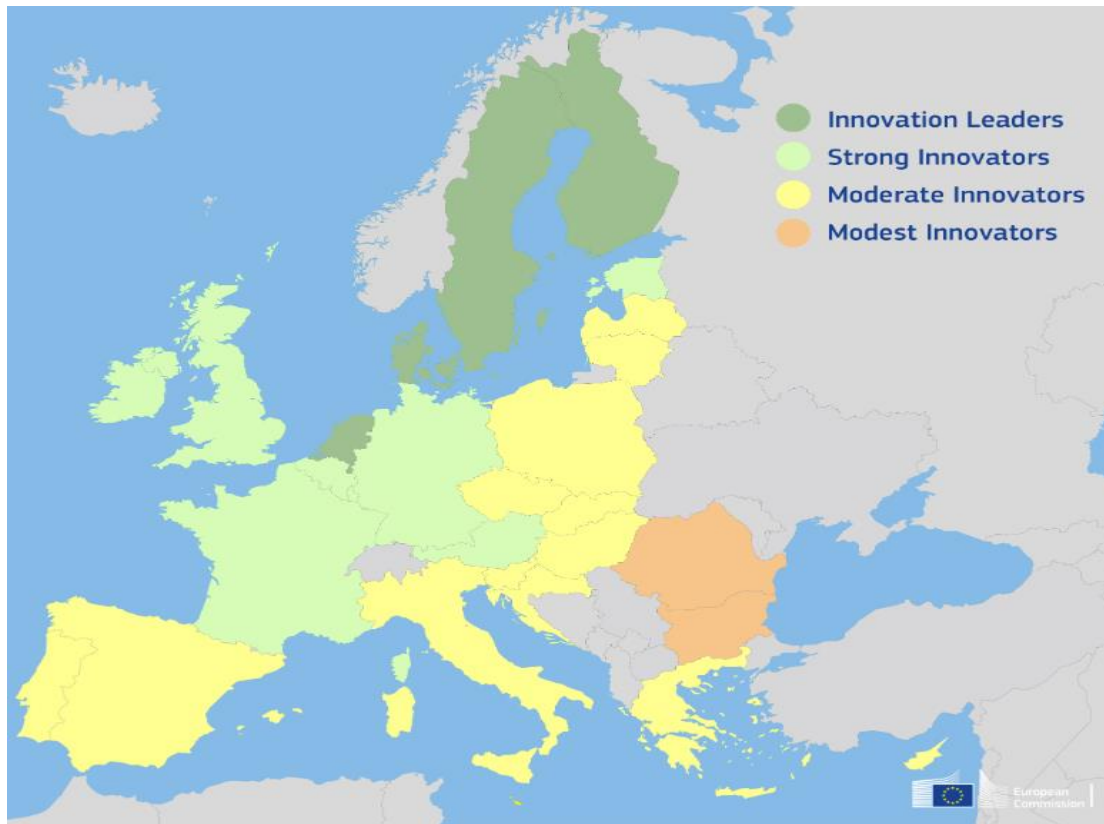 Innovation Leaders
Strong Innovators
Moderate Innovators
Modest Innovators
European
Commission